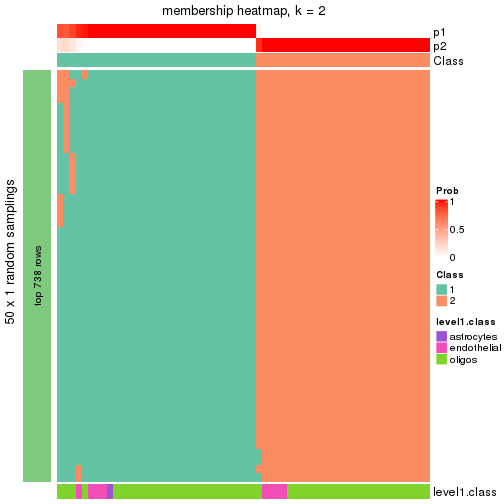 membership heatmap, k = 2
p1
p2
Class
50 x 1 random samplings
top 738 rows
Prob
1
0.5
0
Class
1
2
level1.class
astrocytes
endothelial
oligos
level1.class